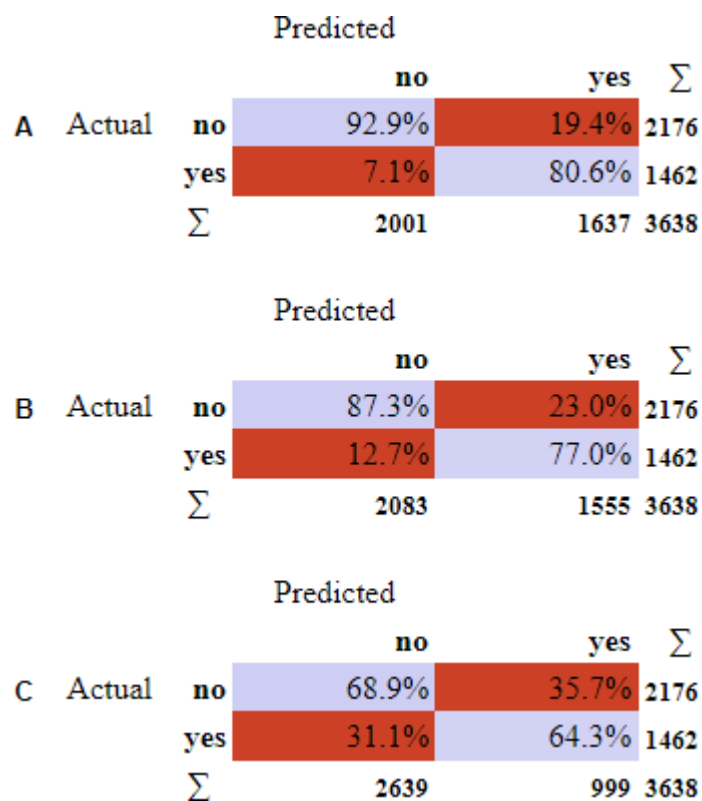 Predicted
no yes ∑
A Actual no 92.9% 19.4% 2176
yes 7.1% 80.6% 1462
∑ 2001 1637 3638
Predicted
no yes ∑
B Actual no 87.3% 23.0% 2176
yes 12.7% 77.0% 1462
∑ 2083 1555 3638
Predicted
no yes ∑
C Actual no 68.9% 35.7% 2176
yes 31.1% 64.3% 1462
∑ 2639 999 3638